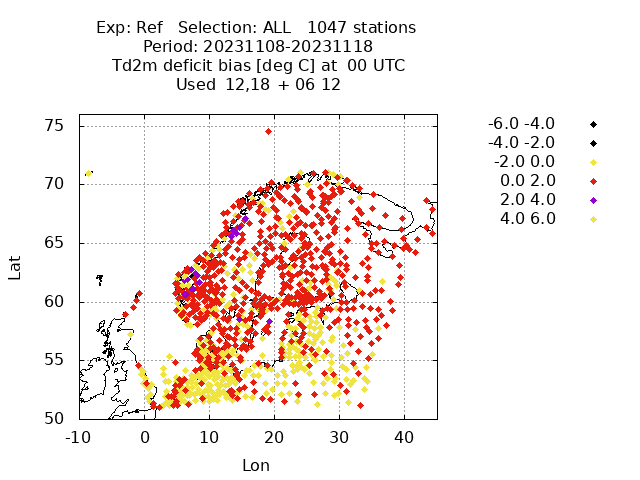 Exp: Ref   Selection: ALL   1047 stations
Period: 20231108-20231118
Td2m deficit bias [deg C] at  00 UTC
Used  12,18 + 06 12
-6.0 -4.0
-4.0 -2.0
-2.0 0.0
0.0 2.0
2.0 4.0
4.0 6.0
75
70
65
60
55
50
Lat
-10 0 10 20 30 40
Lon